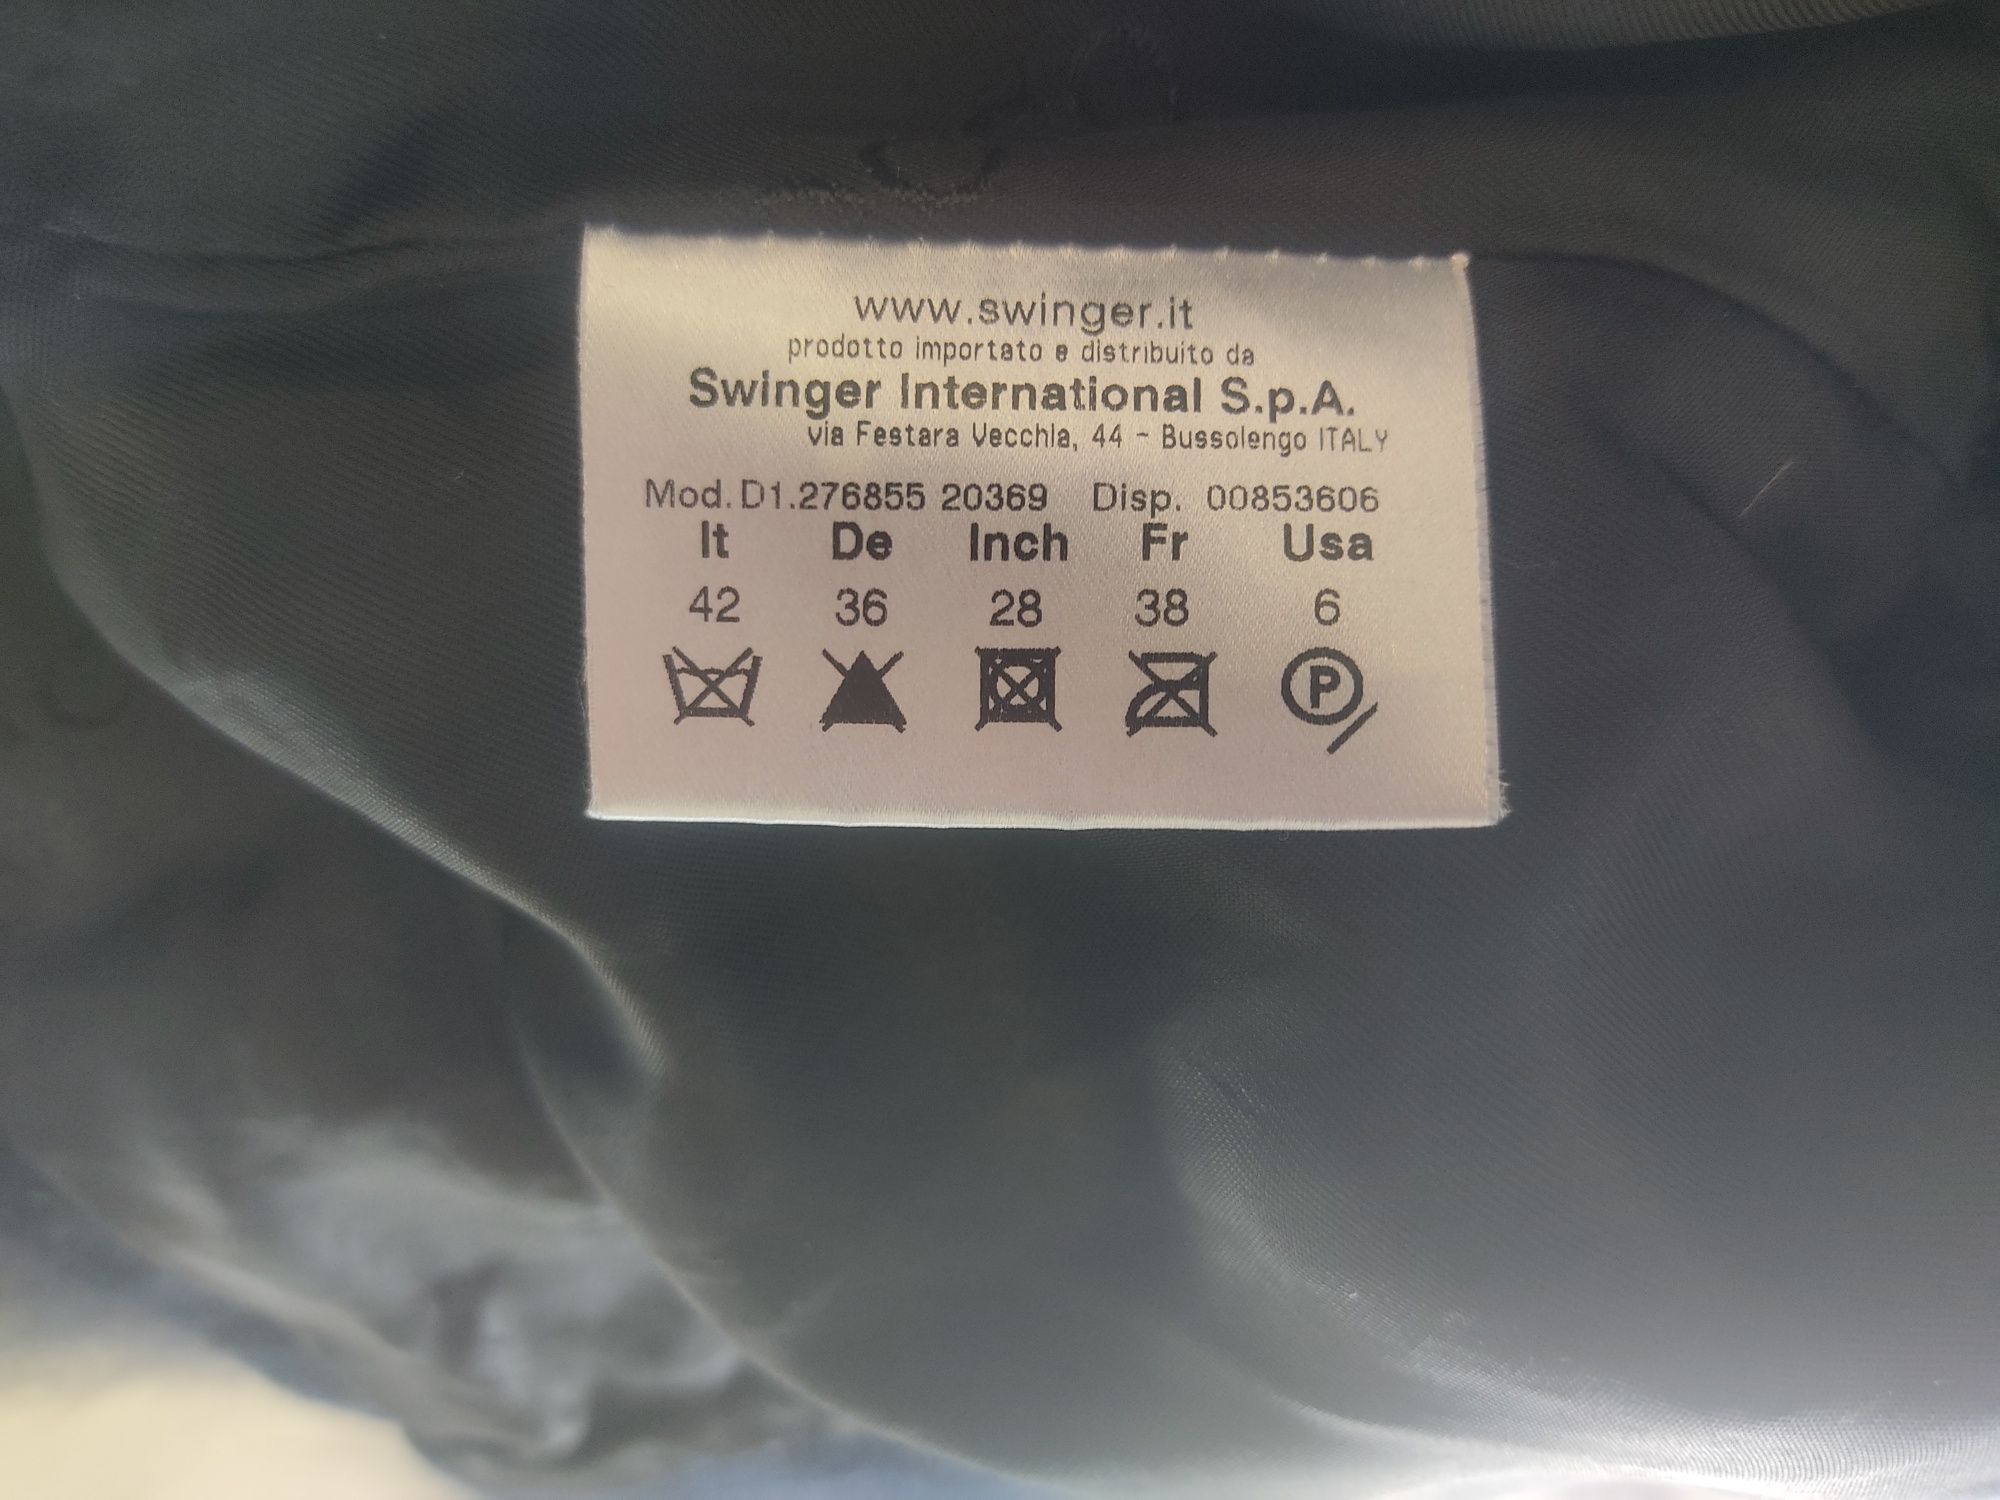 www.swinger.it
prodotto importato e distribuito da
Swinger International S.p.A.
via Festara Vecchia, 44 - Bussolengo ITALY
Mod. D1.276855 20369 Disp. 00853606
It De Inch Fr Usa
42 36 28 38 6
P